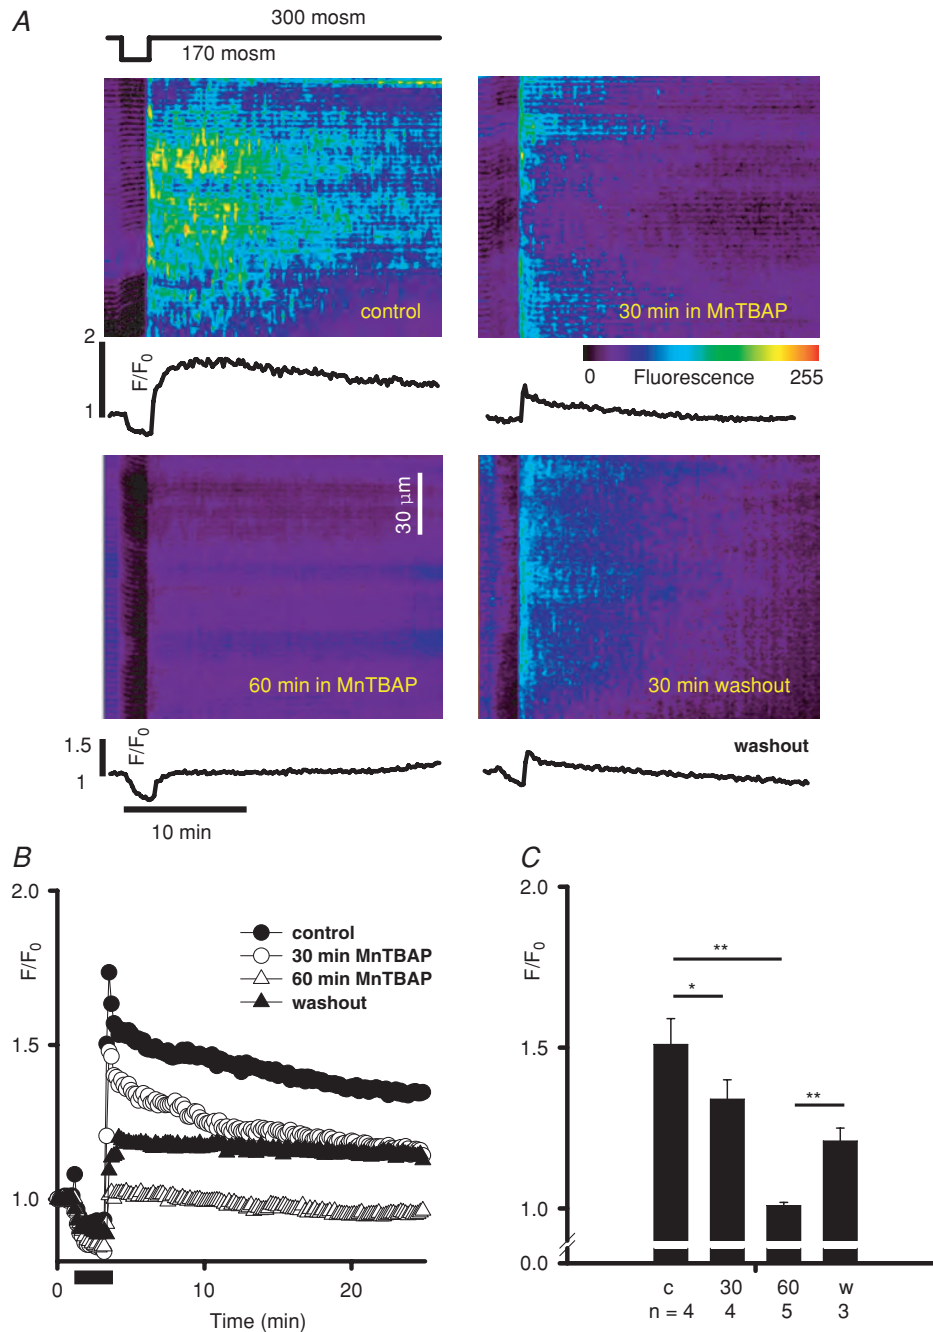 A
300 mosm
170 mosm
control
30 min in MnTBAP
2
F/F0
1
0 Fluorescence 255
30 μm
60 min in MnTBAP
30 min washout
1.5
F/F0
1
washout
10 min
B
2.0
F/F0
1.5
1.0
control
30 min MnTBAP
60 min MnTBAP
washout
0 10 20
Time (min)
C
2.0
F/F0
1.5
1.0
0.0
**
*
**
c 30 60 w
n = 4 4 5 3